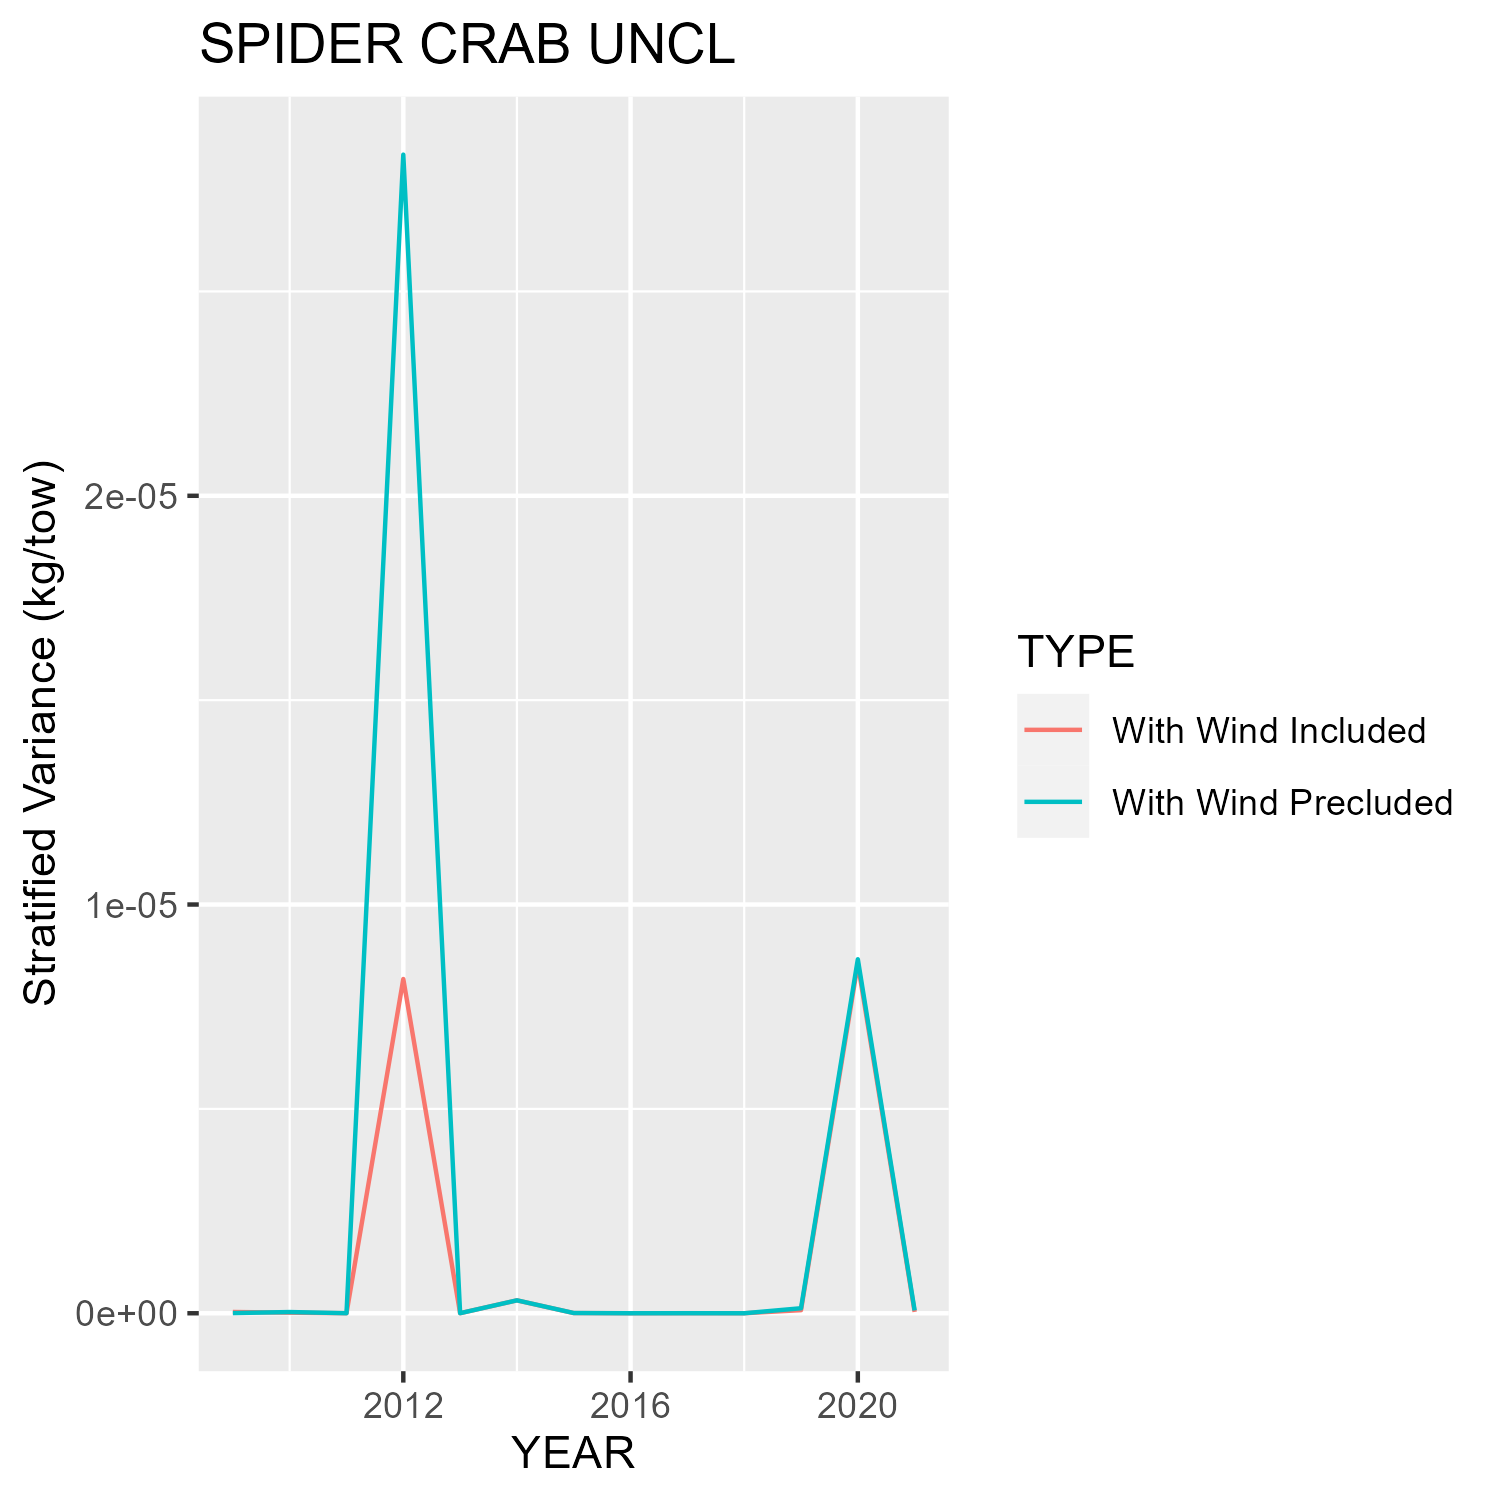 SPIDER CRAB UNCL
Stratified Variance (kg/tow)
2e-05
1e-05
0e+00
2012
2016
2020
YEAR
TYPE
With Wind Included
With Wind Precluded